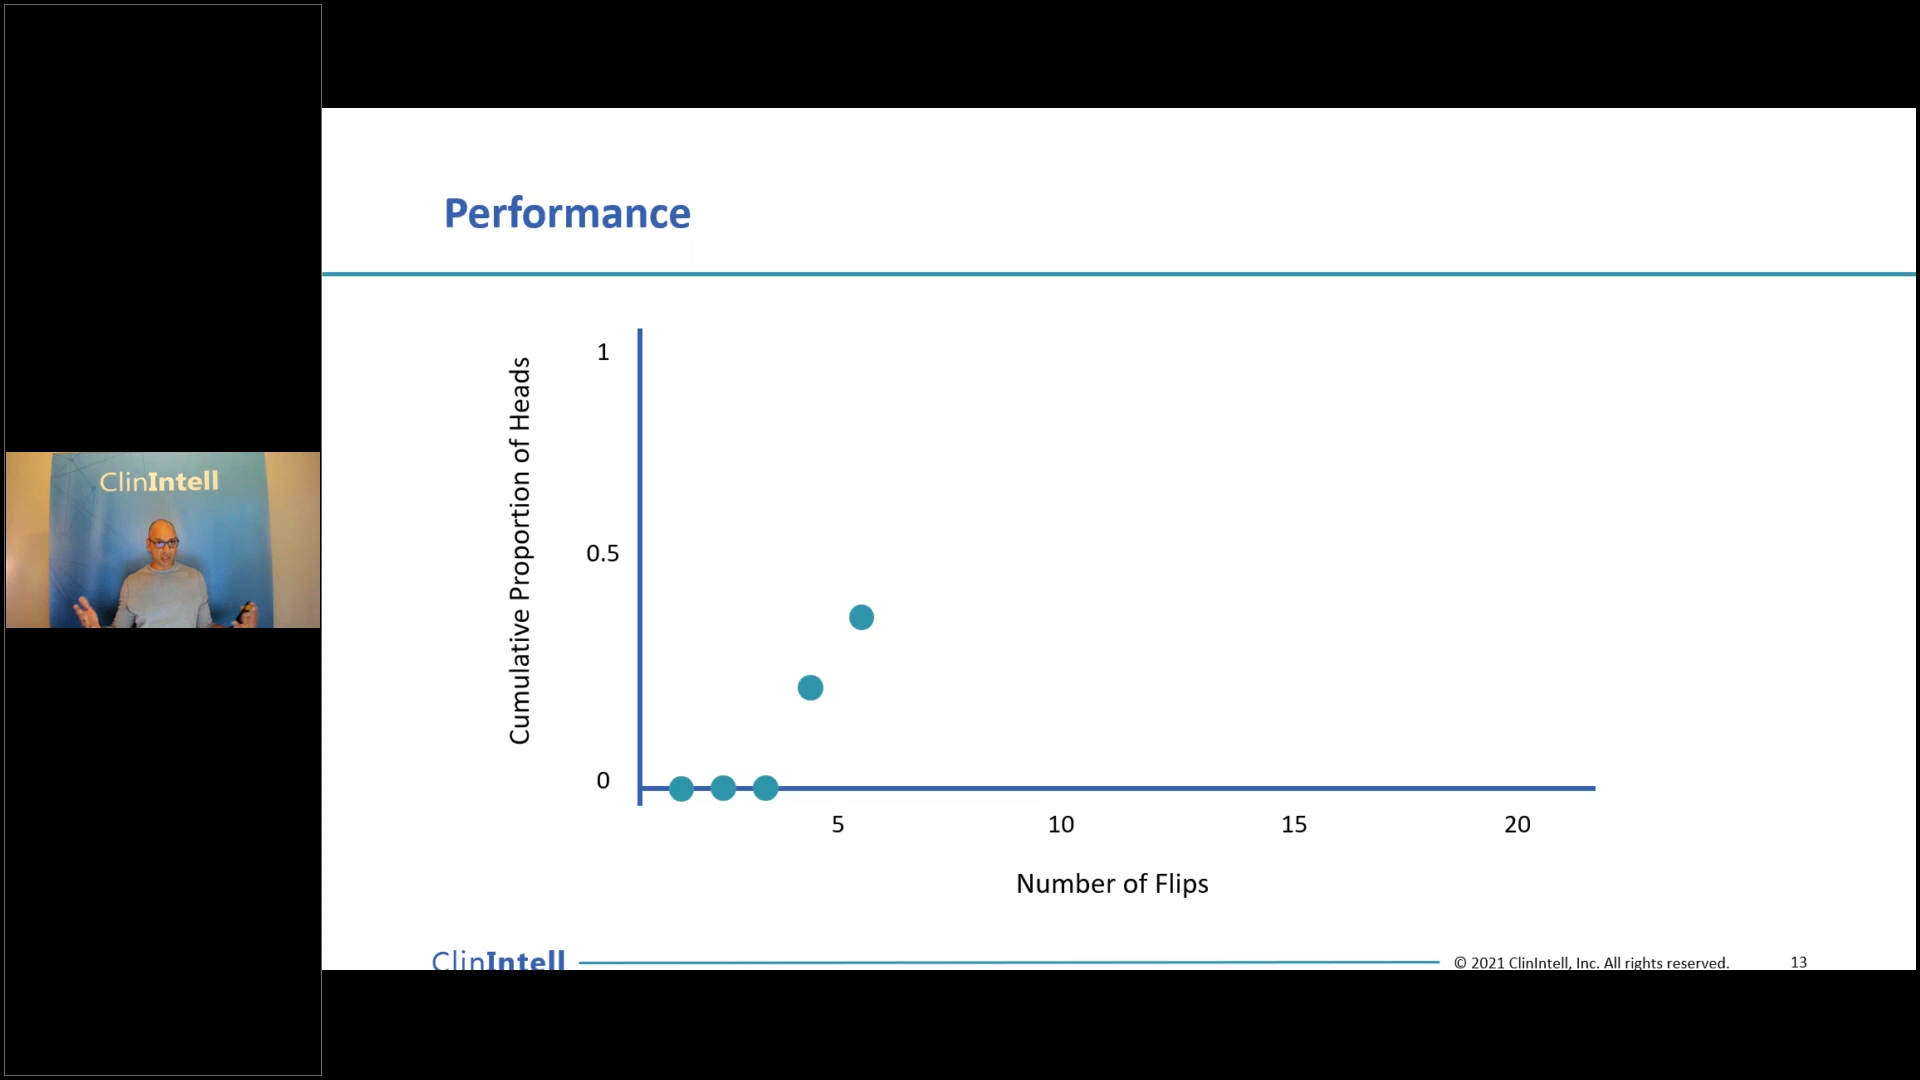 ClinIntell
Performance
Cumulative Proportion of Heads
1
0.5
0
5 10 15 20
Number of Flips
ClinIntell
© 2021 ClinIntell, Inc. All rights reserved.
13